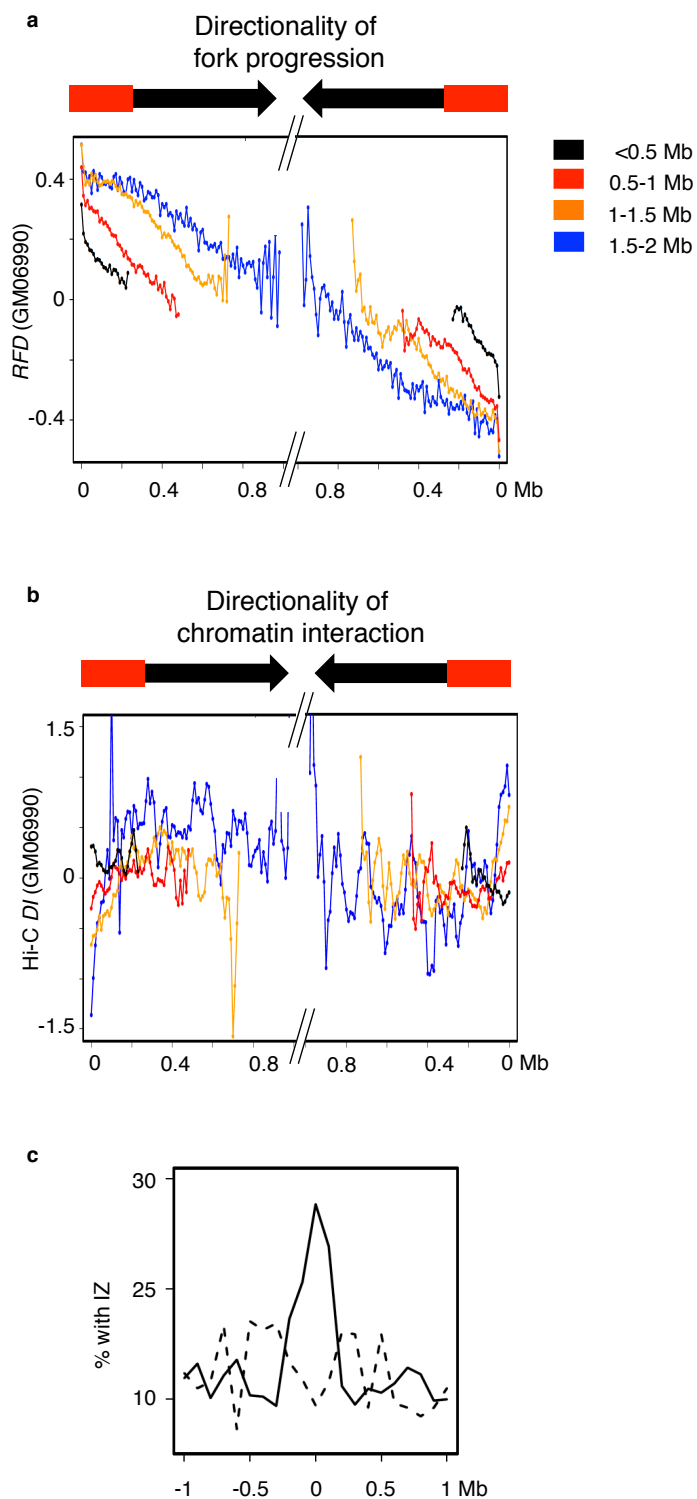 a
Directionality of
fork progression
<0.5 Mb
0.5-1 Mb
1-1.5 Mb
1.5-2 Mb
RFD (GM06990)
0.4
0
-0.4
0 0.4 0.8 0.8 0.4 0 Mb
b
Directionality of
chromatin interaction
Hi-C DI (GM06990)
1.5
0
-1.5
0 0.4 0.8 0.8 0.4 0 Mb
c
% with IZ
30
25
10
-1 -0.5 0 0.5 1 Mb